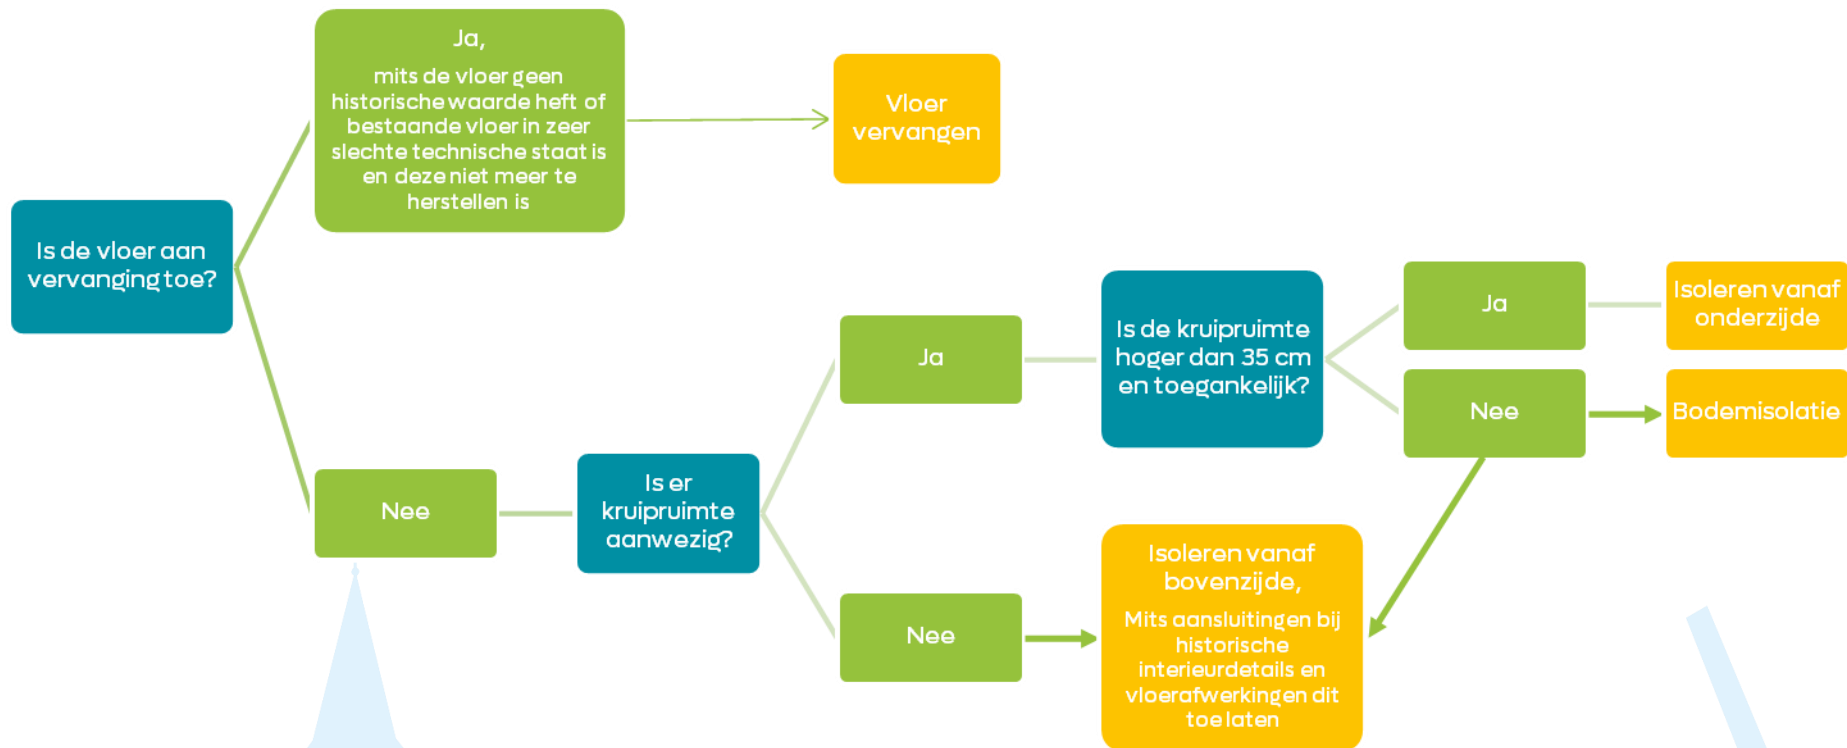 Ja,
mits de vloer geen
historische waarde heft of
bestaande vloer in zeer
slechte technische staat is
en deze niet meer te
herstellen is
Vloer
vervangen
Is de vloer aan
vervanging toe?
Nee
Is er
kruipruimte
aanwezig?
Ja
Is de kruipruimte
hoger dan 35 cm
en toegankelijk?
Ja
Isoleren vanaf
onderzijde
Nee
Bodemisolatie
Nee
Isoleren vanaf
bovenzijde,
Mits aansluitingen bij
historische
interieurdetails en
vloerafwerkingen dit
toe laten